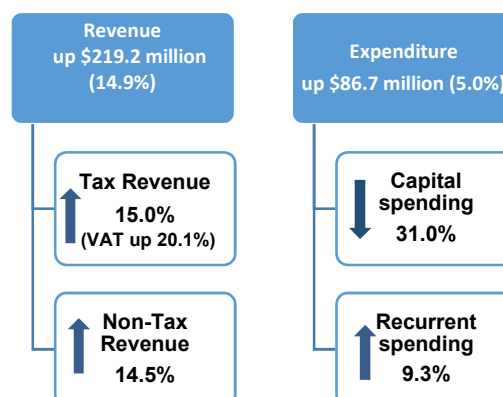 Revenue
up $219.2 million
(14.9%)
Tax Revenue
15.0%
(VAT up 20.1%)
Non-Tax
Revenue
14.5%
Expenditure
up $86.7 million (5.0%)
Capital
spending
31.0%
Recurrent
spending
9.3%